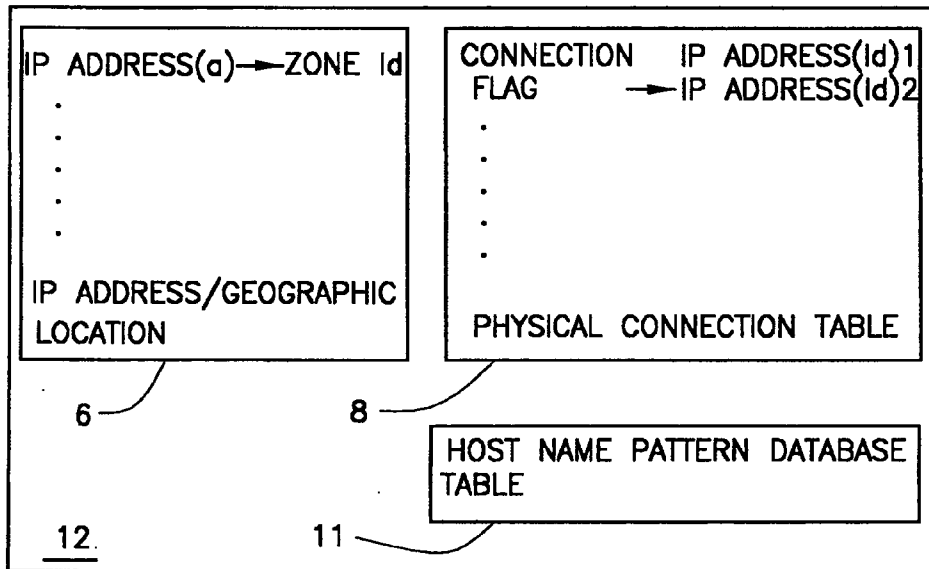 IP ADDRESS(a)→ZONE Id
.
.
.
.
.
IP ADDRESS/GEOGRAPHIC
LOCATION
6
CONNECTION IP ADDRESS(Id)1
FLAG →IP ADDRESS(Id)2
.
.
.
.
.
PHYSICAL CONNECTION TABLE
8
HOST NAME PATTERN DATABASE
TABLE
11
12.